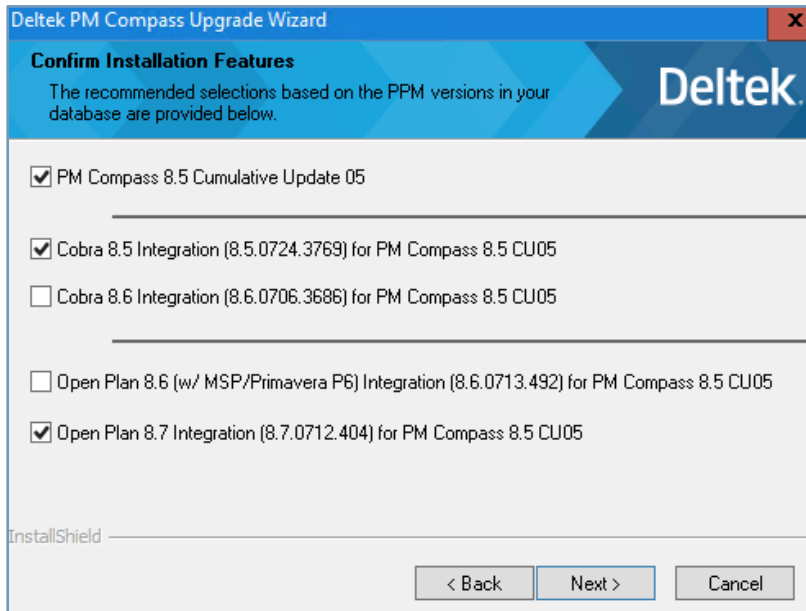 Deltek PM Compass Upgrade Wizard
x
Confirm Installation Features
The recommended selections based on the PPM versions in your
database are provided below.
Deltek.
PM Compass 8.5 Cumulative Update 05
Cobra 8.5 Integration (8.5.0724.3769) for PM Compass 8.5 CU05
Cobra 8.6 Integration (8.6.0706.3686) for PM Compass 8.5 CU05
Open Plan 8.6 (w/ MSP/Primavera P6) Integration (8.6.0713.492) for PM Compass 8.5 CU05
Open Plan 8.7 Integration (8.7.0712.404) for PM Compass 8.5 CU05
InstallShield
< Back
Next >
Cancel